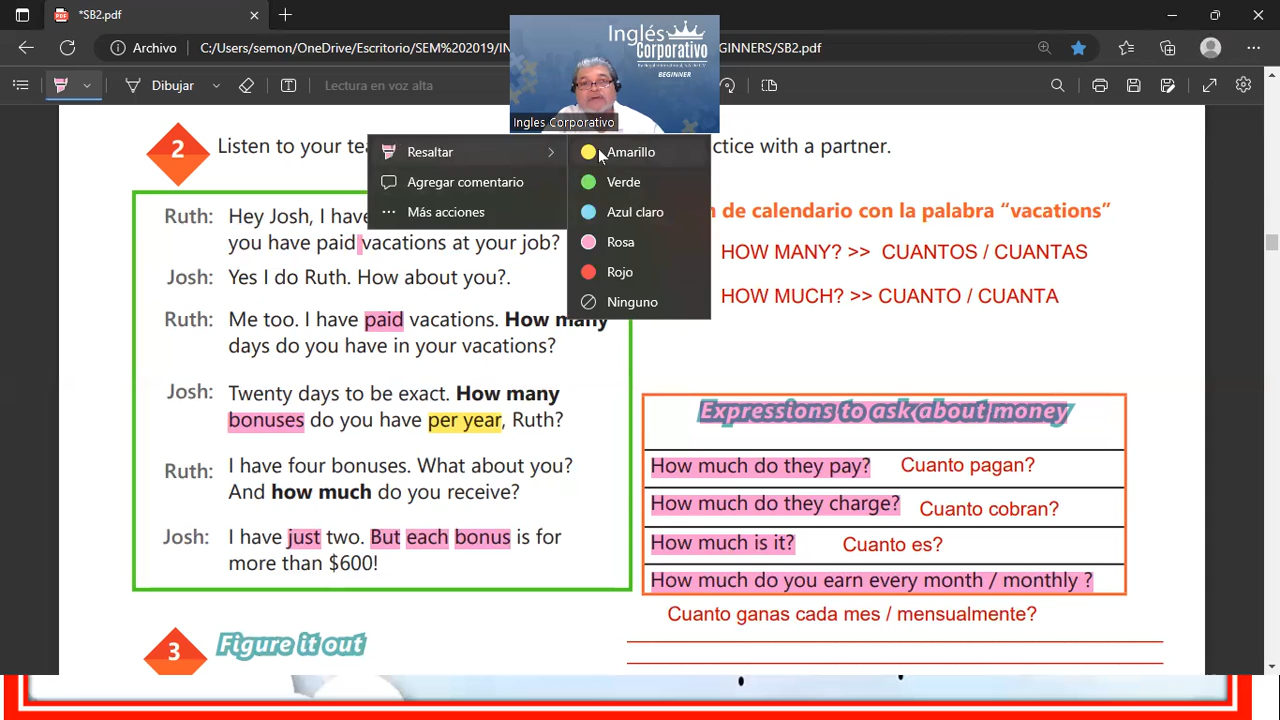 *SB2.pdf
Archivo
C:/Users/semon/OneDrive/Escritorio/SEM%202019/IN
GINNERS/SB2.pdf
Dibujar
Lectura en voz alta
Inglés
Corporativo
BEGINNER
Ingles Corporativo
2
Listen to your tea
ctice with a partner.
Resaltar
Agregar comentario
Más acciones
Amarillo
Verde
Azul claro
Rosa
Rojo
Ninguno
Ruth: Hey Josh, I have
you have paid vacations at your job?
Josh: Yes I do Ruth. How about you?.
Ruth: Me too. I have paid vacations. How many
days do you have in your vacations?
Josh: Twenty days to be exact. How many
bonuses do you have per year, Ruth?
Ruth: I have four bonuses. What about you?
And how much do you receive?
Josh: I have just two. But each bonus is for
more than $600!
n de calendario con la palabra “vacations”
HOW MANY? >> CUANTOS / CUANTAS
HOW MUCH? >> CUANTO / CUANTA
Expressions to ask about money
How much do they pay? Cuanto pagan?
How much do they charge? Cuanto cobran?
How much is it? Cuanto es?
How much do you earn every month / monthly ?
Cuanto ganas cada mes / mensualmente?
3
Figure it out